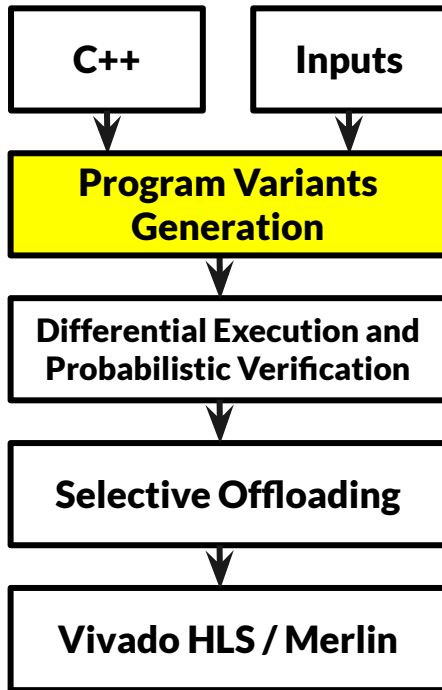 C++
Inputs
Program Variants
Generation
Differential Execution and
Probabilistic Verification
Selective Offloading
Vivado HLS / Merlin